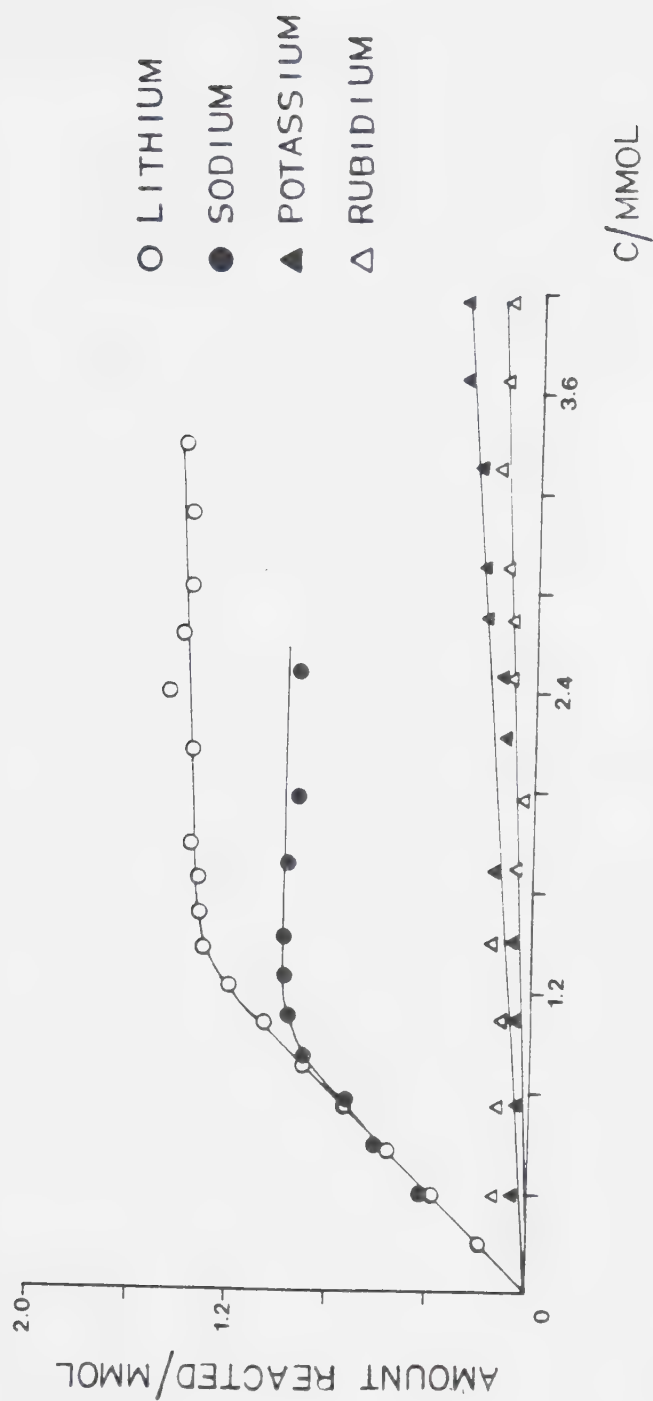 AMOUNT REACTED/MMOL
2.0
1.2
0
1.2
2.4
3.6
C/MMOL
○ LITHIUM
● SODIUM
▲ POTASSIUM
△ RUBIDIUM